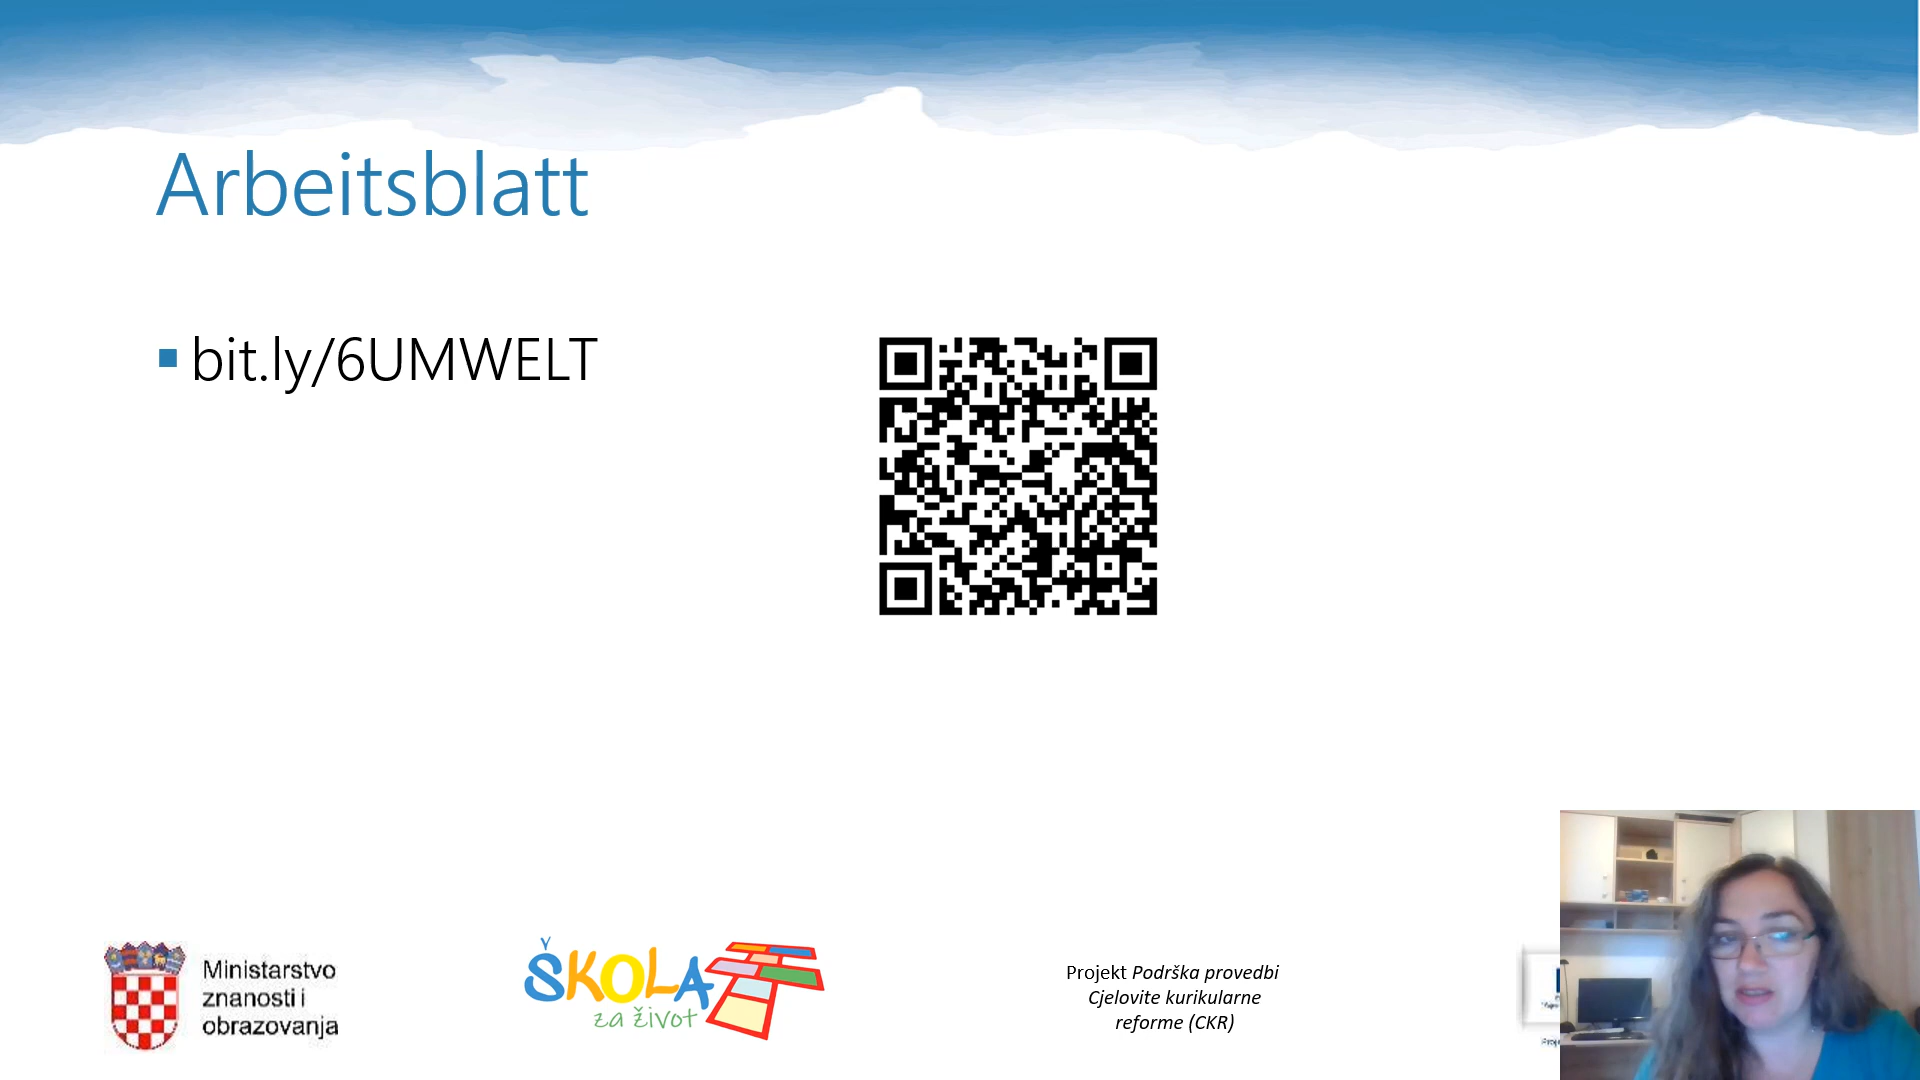 Arbeitsblatt
bit.ly/6UMWELT
Ministarstvo
znanosti i
obrazovanja
ŠKOLA
za život
Projekt Podrška provedbi
Cjelovite kurikularne
reforme (CKR)